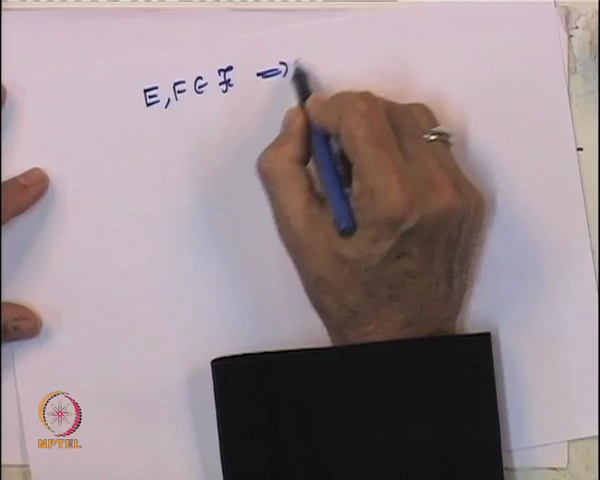 E, F ∈ ℱ ⇒
NPTEL